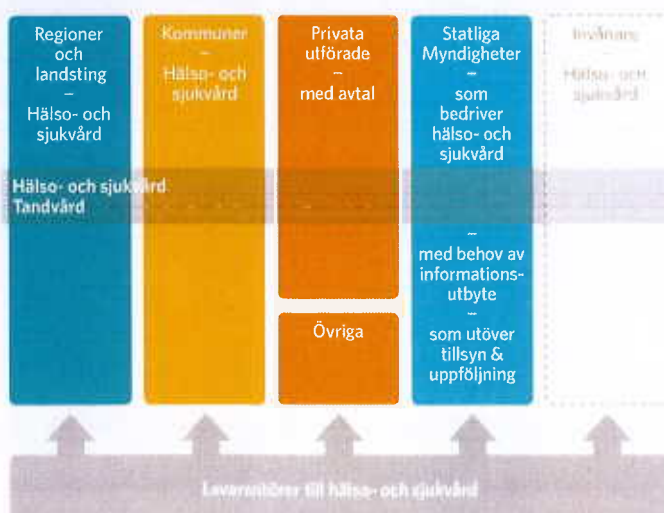 Regioner
och
landsting
–
Hälso- och
sjukvård
Kommuner
–
Hälso- och
sjukvård
Privata
utförade
–
med avtal
Statliga
Myndigheter
–
som
bedriver
hälso- och
sjukvård
–
med behov av
informations-
utbyte
–
som utöver
tillsyn &
uppföljning
Invånare
–
Hälso- och
sjukvård
Hälso- och sjukvård
Tandvård
Övriga
Leverantörer till hälso- och sjukvård